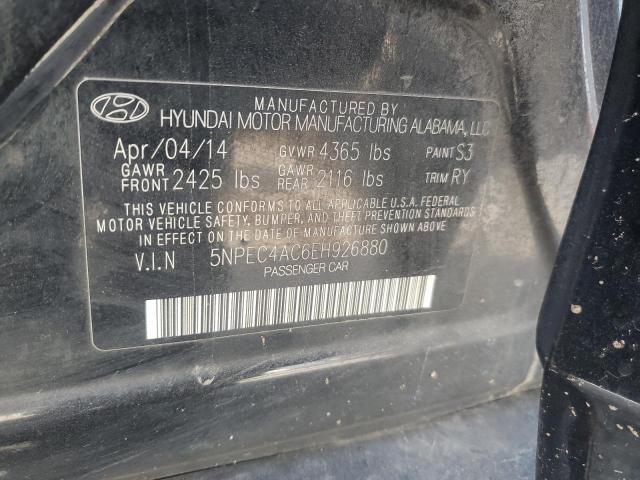 MANUFACTURED BY
HYUNDAI MOTOR MANUFACTURING ALABAMA, LLC
Apr/04/14 GVWR 4365 lbs PAINT S3
GAWR FRONT 2425 lbs GAWR REAR 2116 lbs TRIM RY
THIS VEHICLE CONFORMS TO ALL APPLICABLE U.S.A. FEDERAL
MOTOR VEHICLE SAFETY, BUMPER, AND THEFT PREVENTION STANDARDS
IN EFFECT ON THE DATE OF MANUFACTURE SHOWN ABOVE.
V.I.N 5NPEC4AC6EH926880
PASSENGER CAR